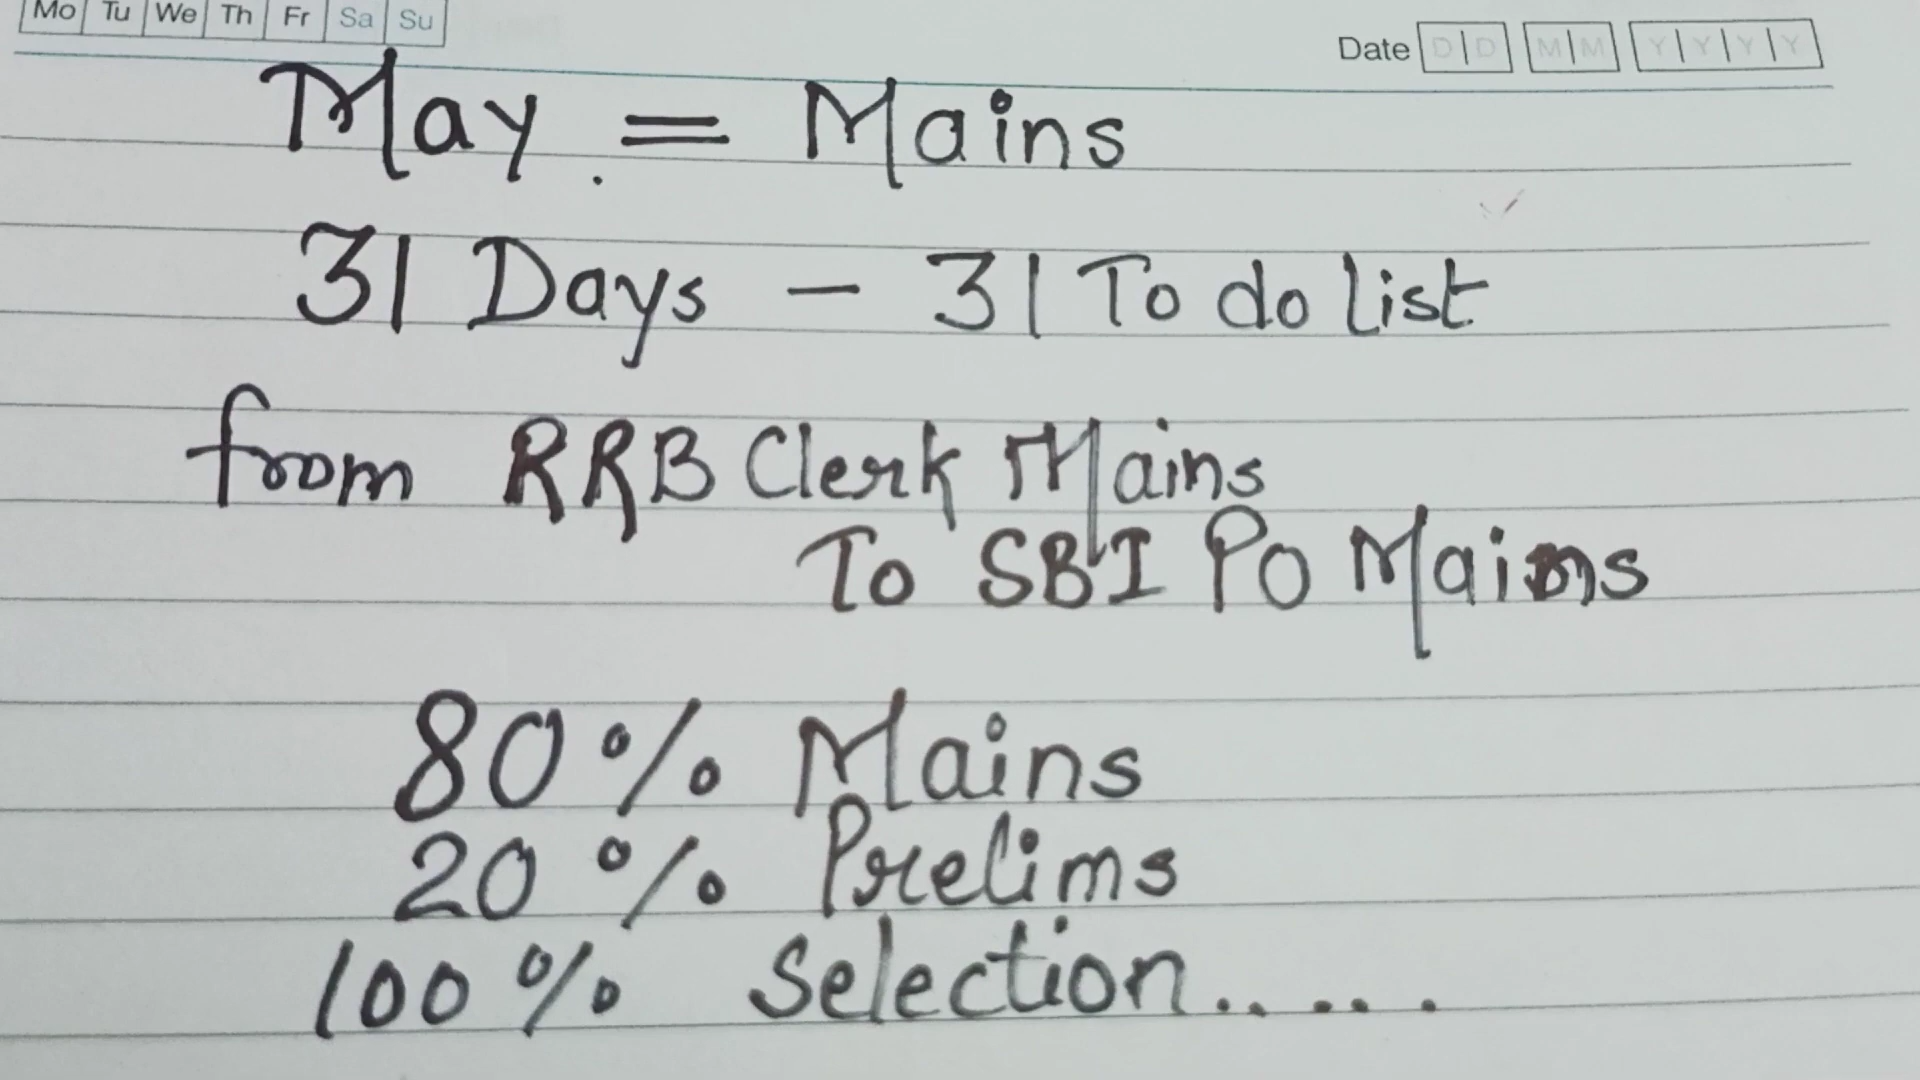 Mo Tu We Th Fr Sa Su
Date D D M M Y Y Y Y
May = Mains
31 Days - 31 To do list
from RRB Clerk Mains
To SBI PO Mains
80% Mains
20% Prelims
100% Selection......